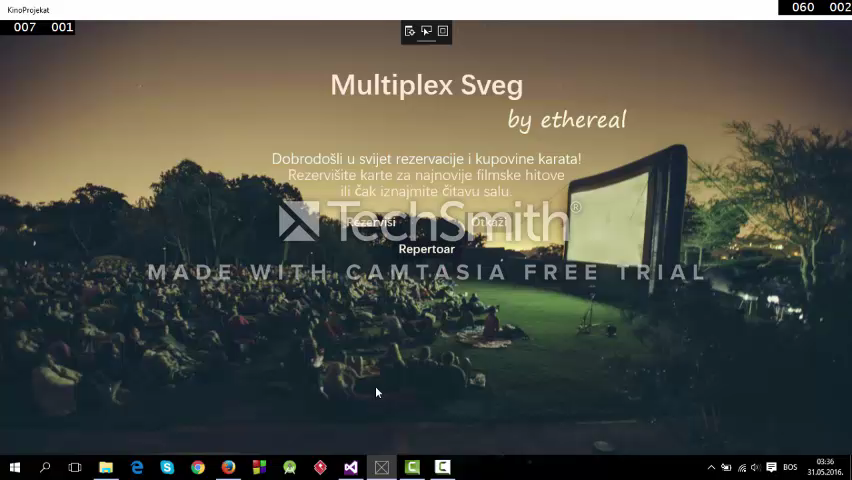 KinoProjekat
060 002
007 001
Multiplex Sveg
by ethereal
Dobrodošli u svijet rezervacije i kupovine karata!
Rezervišite karte za najnovije filmske hitove
ili čak iznajmite čitavu salu.
Rezerviši Otkaži
TechSmith®
Repertoar
MADE WITH CAMTASIA FREE TRIAL
BOS
03:36
31.05.2016.